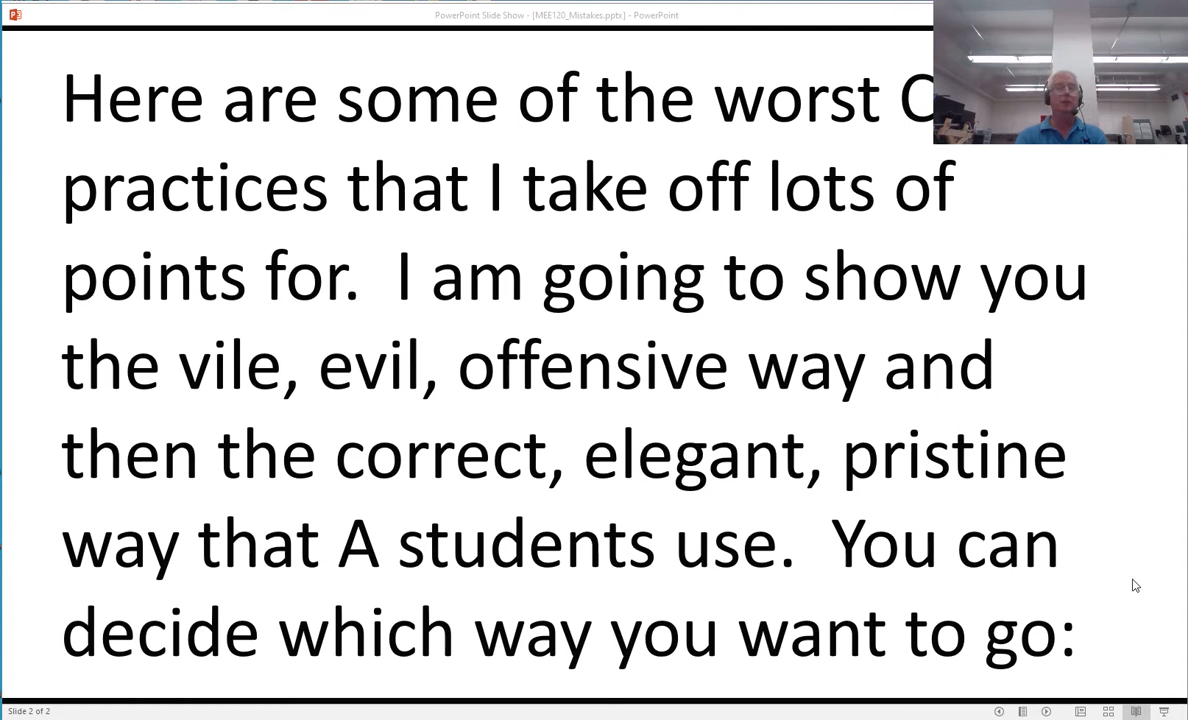 PowerPoint Slide Show - [MEE120_Mistakes.pptx] - PowerPoint
Here are some of the worst
practices that I take off lots of
points for.  I am going to show you
the vile, evil, offensive way and
then the correct, elegant, pristine
way that A students use.  You can
decide which way you want to go:
Slide 2 of 2